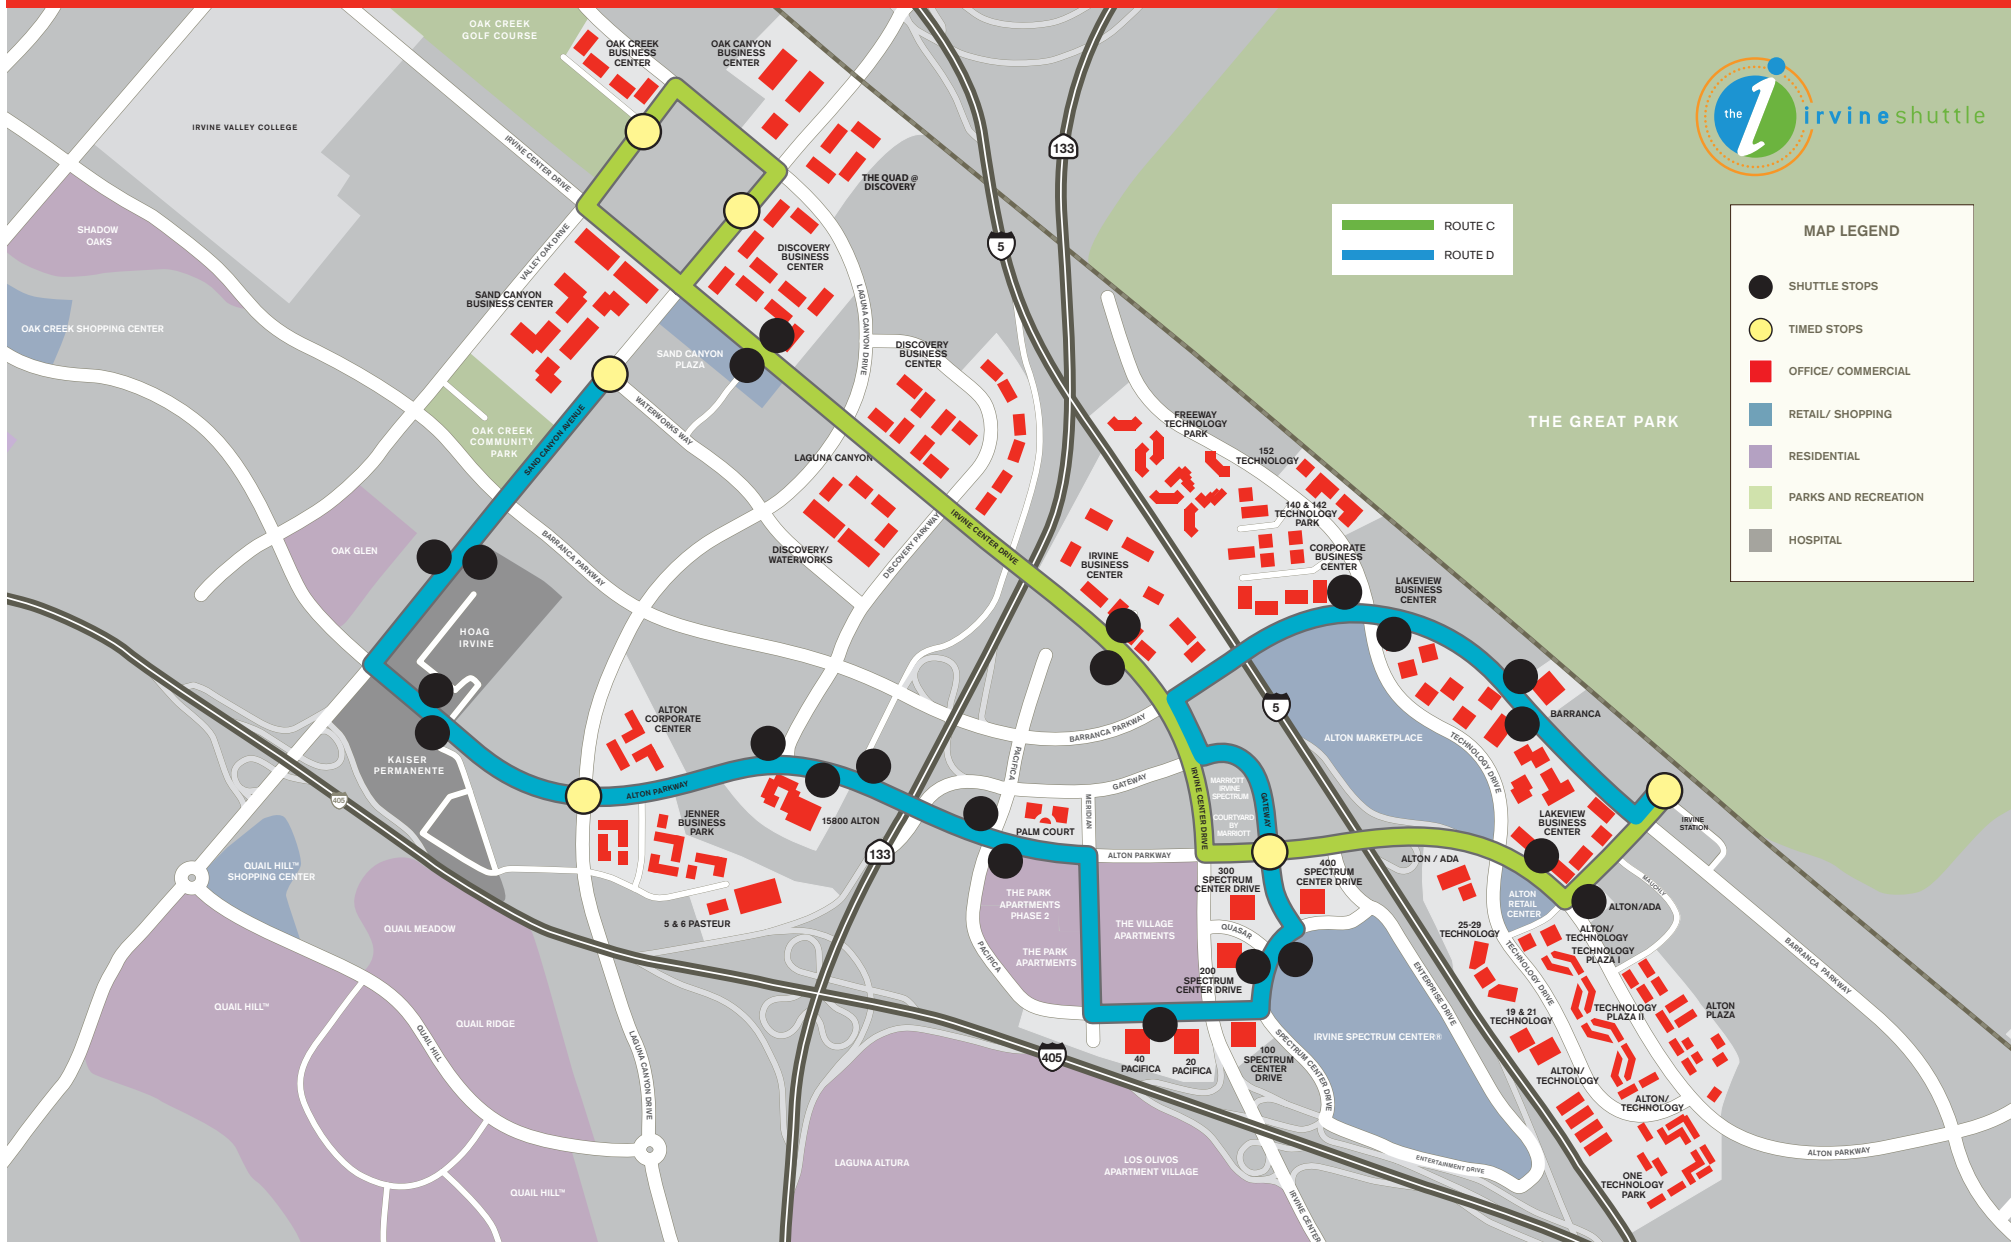 OAK CREEK
GOLF COURSE
OAK CREEK
BUSINESS
CENTER
OAK CANYON
BUSINESS
CENTER
the
i
irvine shuttle
IRVINE VALLEY COLLEGE
IRVINE CENTER DRIVE
133
THE QUAD @
DISCOVERY
SHADOW
OAKS
VALLEY OAK DRIVE
DISCOVERY
BUSINESS
CENTER
5
ROUTE C
ROUTE D
MAP LEGEND
SHUTTLE STOPS
TIMED STOPS
OFFICE/ COMMERCIAL
RETAIL/ SHOPPING
RESIDENTIAL
PARKS AND RECREATION
HOSPITAL
SAND CANYON
BUSINESS CENTER
OAK CREEK SHOPPING CENTER
LAGUNA CANYON DRIVE
SAND CANYON
PLAZA
DISCOVERY
BUSINESS
CENTER
WATERWORKS WAY
SAND CANYON AVENUE
OAK CREEK
COMMUNITY
PARK
LAGUNA CANYON
FREEWAY
TECHNOLOGY
PARK
152
TECHNOLOGY
THE GREAT PARK
140 & 142
TECHNOLOGY
PARK
CORPORATE
BUSINESS
CENTER
IRVINE CENTER DRIVE
DISCOVERY PARKWAY
DISCOVERY/
WATERWORKS
OAK GLEN
BARRANCA PARKWAY
IRVINE
BUSINESS
CENTER
LAKEVIEW
BUSINESS
CENTER
HOAG
IRVINE
ALTON
CORPORATE
CENTER
5
BARRANCA
BARRANCA PARKWAY
ALTON MARKETPLACE
TECHNOLOGY DRIVE
KAISER
PERMANENTE
405
ALTON PARKWAY
PACIFICA
GATEWAY
MERIDIAN
IRVINE CENTER DRIVE
MARRIOTT
IRVINE
SPECTRUM
COURTYARD
BY
MARRIOTT
GATEWAY
JENNER
BUSINESS
PARK
15800 ALTON
PALM COURT
LAKEVIEW
BUSINESS
CENTER
IRVINE
STATION
133
ALTON PARKWAY
QUAIL HILL™
SHOPPING CENTER
300
SPECTRUM
CENTER DRIVE
400
SPECTRUM
CENTER DRIVE
ALTON / ADA
MAUCHLY
THE PARK
APARTMENTS
PHASE 2
THE PARK
APARTMENTS
THE VILLAGE
APARTMENTS
ALTON
RETAIL
CENTER
ALTON/ADA
5 & 6 PASTEUR
QUAIL MEADOW
QUASAR
25-29
TECHNOLOGY
ALTON/
TECHNOLOGY
TECHNOLOGY
PLAZA I
PACIFICA
200
SPECTRUM
CENTER DRIVE
ENTERPRISE DRIVE
TECHNOLOGY DRIVE
BARRANCA PARKWAY
QUAIL HILL™
QUAIL RIDGE
QUAIL HILL
LAGUNA CANYON DRIVE
19 & 21
TECHNOLOGY
TECHNOLOGY
PLAZA II
ALTON
PLAZA
405
40
PACIFICA
20
PACIFICA
100
SPECTRUM
CENTER
DRIVE
SPECTRUM CENTER DRIVE
IRVINE SPECTRUM CENTER®
ALTON/
TECHNOLOGY
ALTON/
TECHNOLOGY
LAGUNA ALTURA
LOS OLIVOS
APARTMENT VILLAGE
ENTERTAINMENT DRIVE
ALTON PARKWAY
QUAIL HILL™
IRVINE CENTER
ONE
TECHNOLOGY
PARK